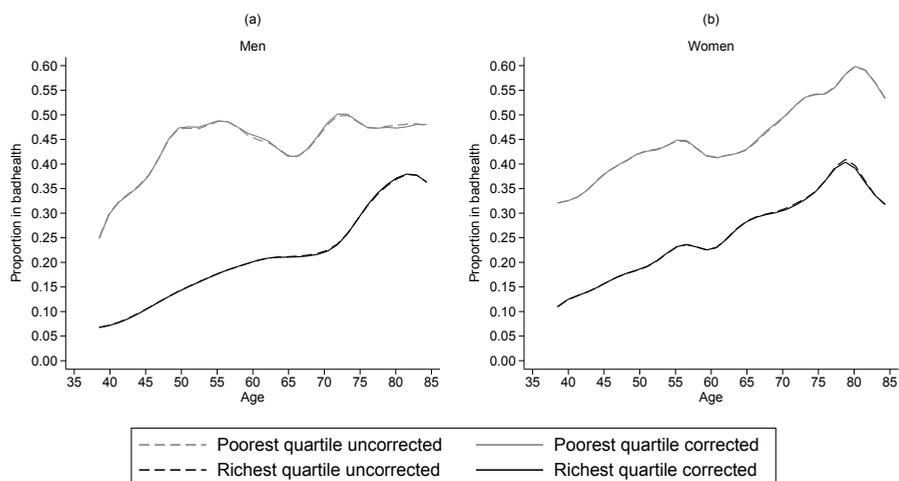 (a)
Men
Proportion in badhealth
0.60
0.55
0.50
0.45
0.40
0.35
0.30
0.25
0.20
0.15
0.10
0.05
0.00
35 40 45 50 55 60 65 70 75 80 85
Age
(b)
Women
Proportion in badhealth
0.60
0.55
0.50
0.45
0.40
0.35
0.30
0.25
0.20
0.15
0.10
0.05
0.00
35 40 45 50 55 60 65 70 75 80 85
Age
Poorest quartile uncorrected Poorest quartile corrected
Richest quartile uncorrected Richest quartile corrected